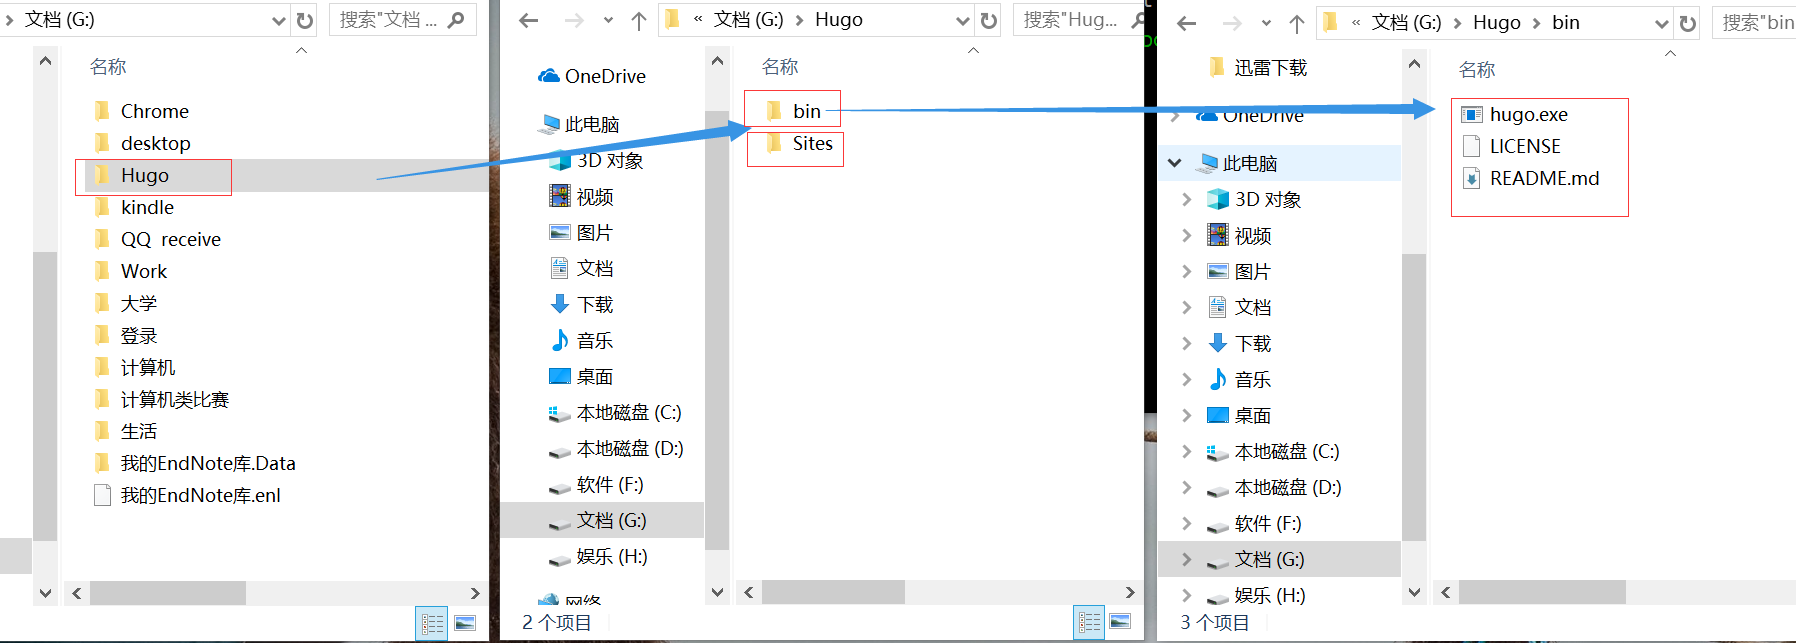 文档 (G:)
搜索"文档 ...
名称
Chrome
desktop
Hugo
kindle
QQ receive
Work
大学
登录
计算机
计算机类比赛
生活
我的EndNote库.Data
我的EndNote库.enl
« 文档 (G:) Hugo
搜索"Hug...
名称
OneDrive
此电脑
3D 对象
视频
图片
文档
下载
音乐
桌面
本地磁盘 (C:)
本地磁盘 (D:)
软件 (F:)
文档 (G:)
娱乐 (H:)
网络
bin
Sites
2 个项目
« 文档 (G:) Hugo bin
搜索"bin
名称
迅雷下载
OneDrive
此电脑
3D 对象
视频
图片
文档
下载
音乐
桌面
本地磁盘 (C:)
本地磁盘 (D:)
软件 (F:)
文档 (G:)
娱乐 (H:)
hugo.exe
LICENSE
README.md
3 个项目